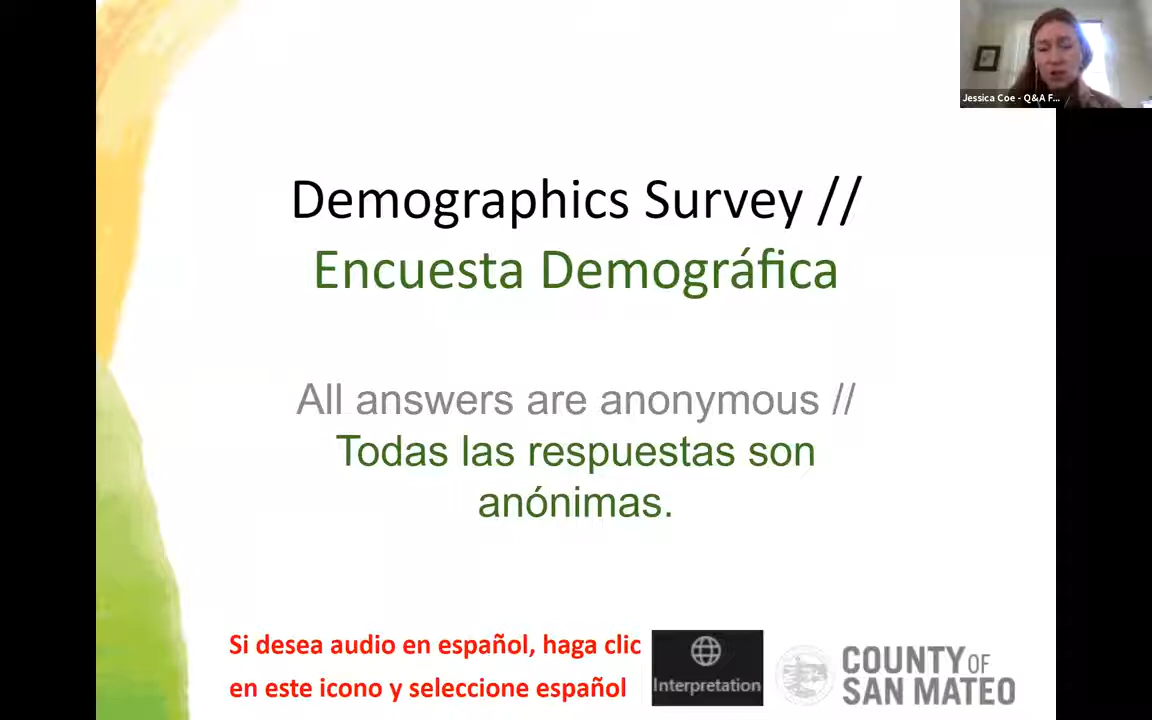 Jessica Coe - Q&A F...
Demographics Survey //
Encuesta Demográfica
All answers are anonymous //
Todas las respuestas son
anónimas.
Si desea audio en español, haga clic
en este icono y seleccione español
Interpretation
COUNTY OF
SAN MATEO